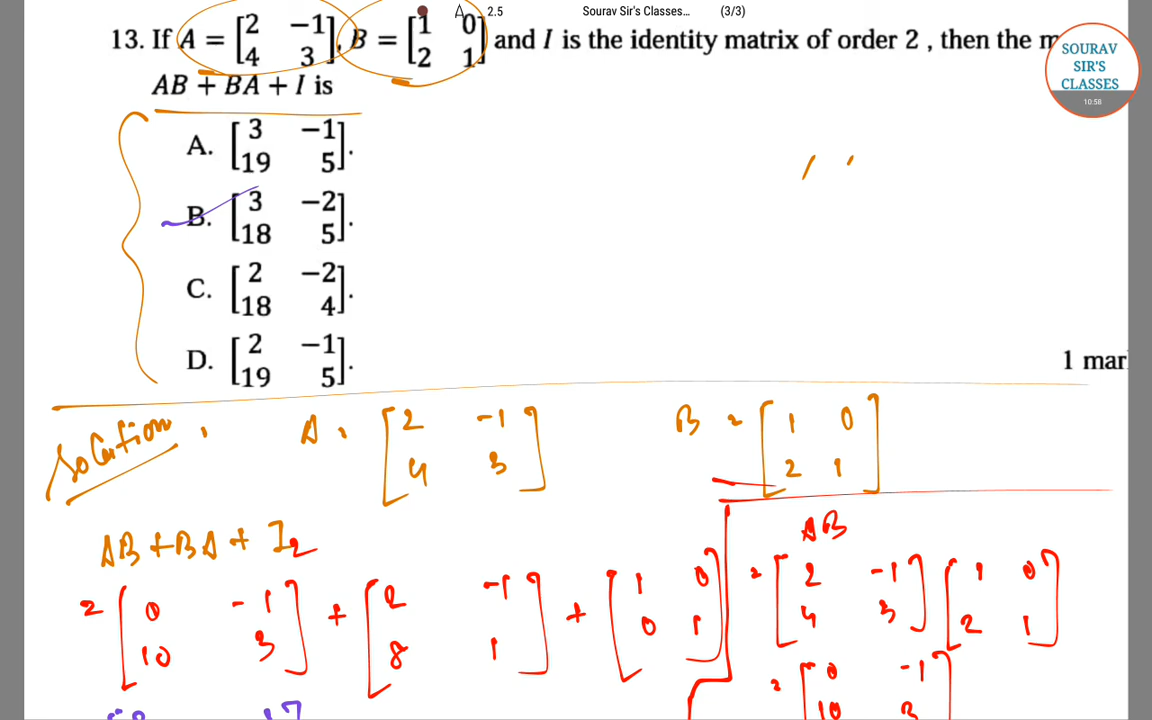 A 2.5 Sourav Sir's Classes... (3/3)
13. If A = [2 −1
4 3], B = [1 0
2 1] and I is the identity matrix of order 2 , then the m
AB + BA + I is
SOURAV
SIR'S
CLASSES
10:58
A. [3 −1
19 5].
B. [3 −2
18 5].
C. [2 −2
18 4].
D. [2 −1
19 5].
1 mar
Solution, A = [2 -1
4 3] B = [1 0
2 1]
AB + BA + I2
= [0 -1
10 3] + [2 -1
8 1] + [1 0
0 1]
AB
= [2 -1
4 3] [1 0
2 1]
= [0 -1
10 3